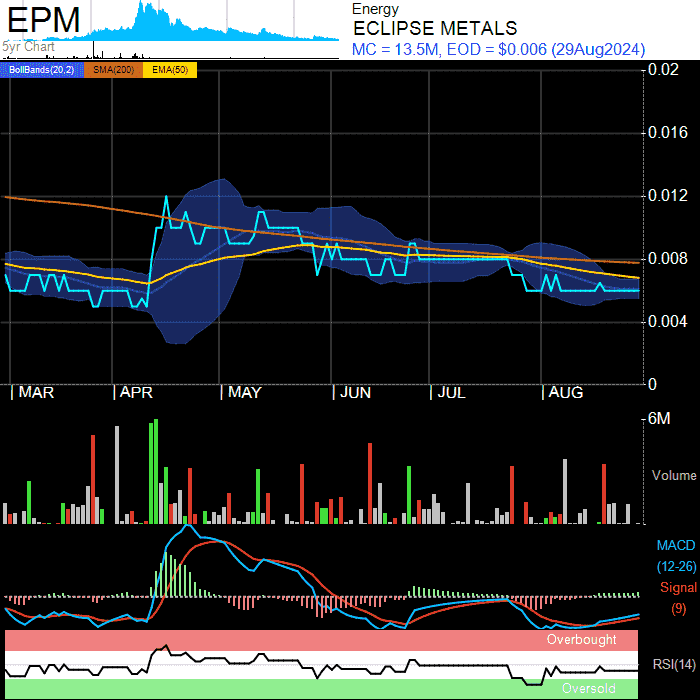 EPM
5yr Chart
Energy
ECLIPSE METALS
MC = 13.5M, EOD = $0.006 (29Aug2024)
BollBands(20,2) SMA(200) EMA(50)
0.02
0.016
0.012
0.008
0.004
0
MAR APR MAY JUN JUL AUG
6M
Volume
MACD
(12-26)
Signal
(9)
Overbought
RSI(14)
Oversold